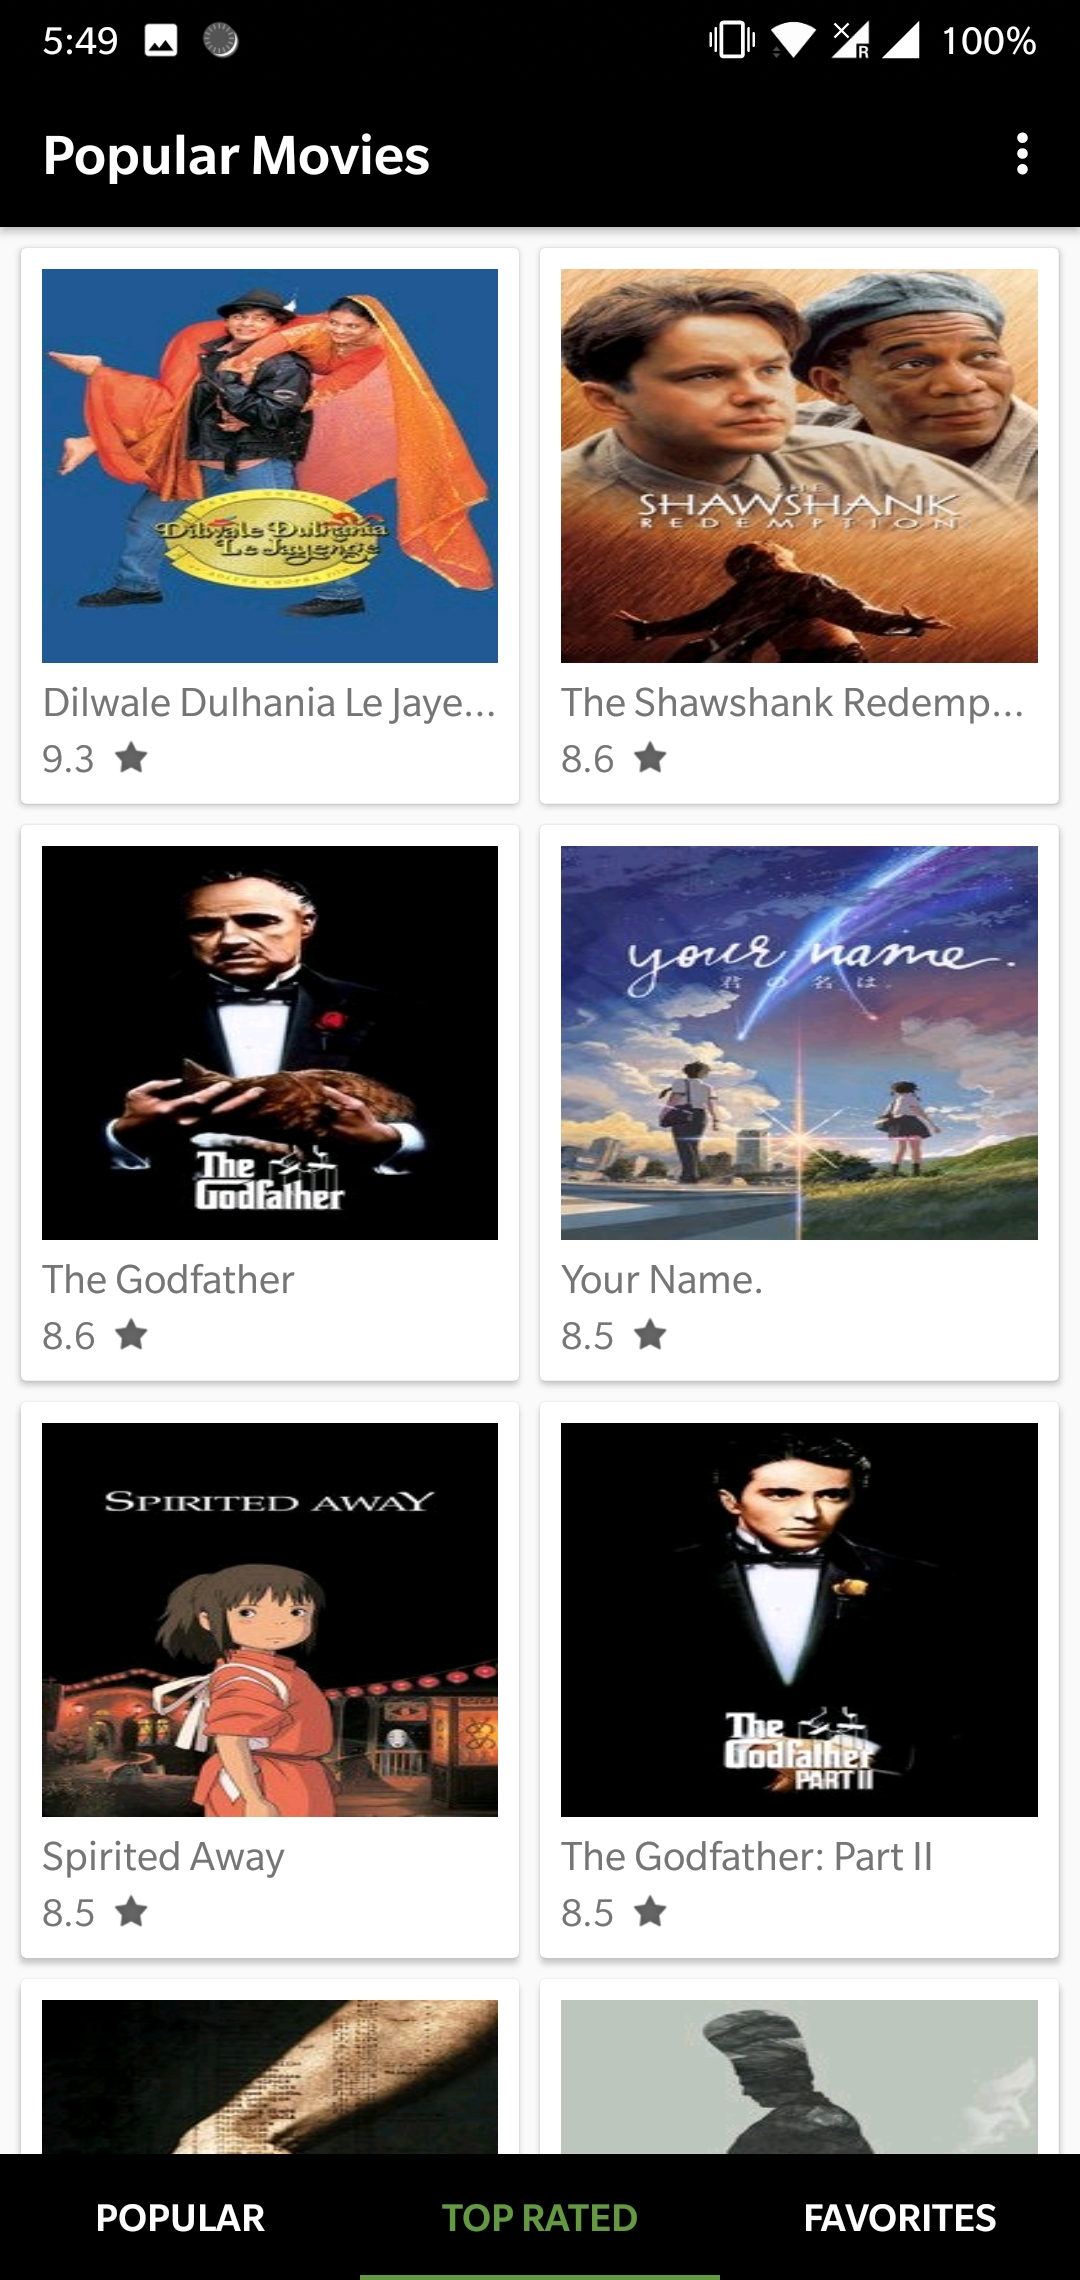 5:49
R
100%
Popular Movies
Dilwale Dulhania
Le Jayenge
THE
SHAWSHANK
REDEMPTION
Dilwale Dulhania Le Jaye...
The Shawshank Redemp...
9.3
8.6
The
Godfather
your name.
君の名は。
The Godfather
Your Name.
8.6
8.5
SPIRITED AWAY
The
Godfather
PART II
Spirited Away
The Godfather: Part II
8.5
8.5
POPULAR
TOP RATED
FAVORITES